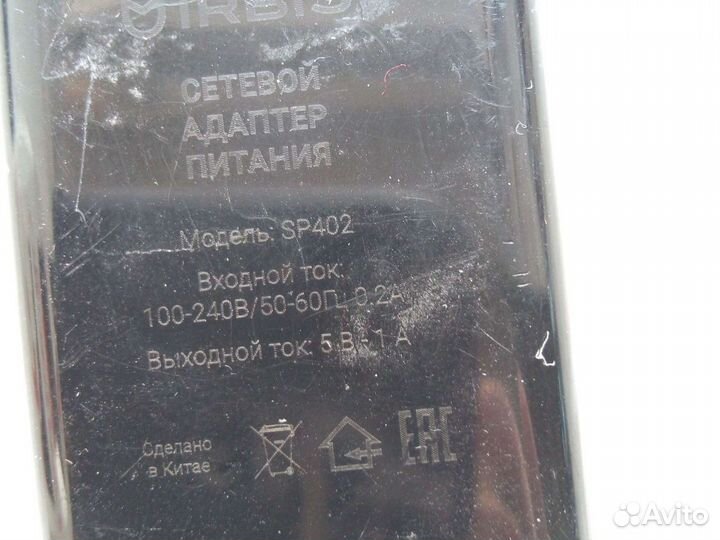 IRBIS
СЕТЕВОЙ
АДАПТЕР
ПИТАНИЯ
Модель: SP402
Входной ток:
100-240В/50-60Гц, 0.2А
Выходной ток: 5 В - 1 А
Сделано
в Китае
EAC
Avito